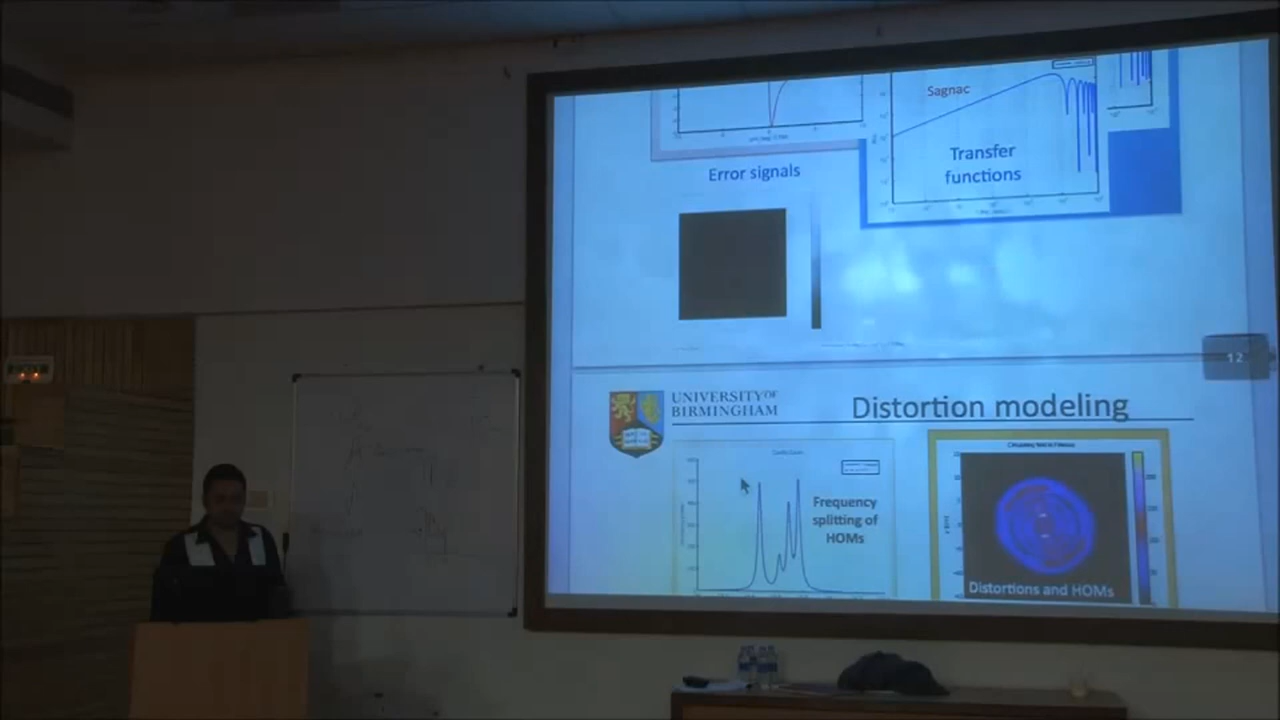 Sagnac
Transfer
functions
Error signals
12
UNIVERSITY OF
BIRMINGHAM
Distortion modeling
Frequency
splitting of
HOMs
Distortions and HOMs